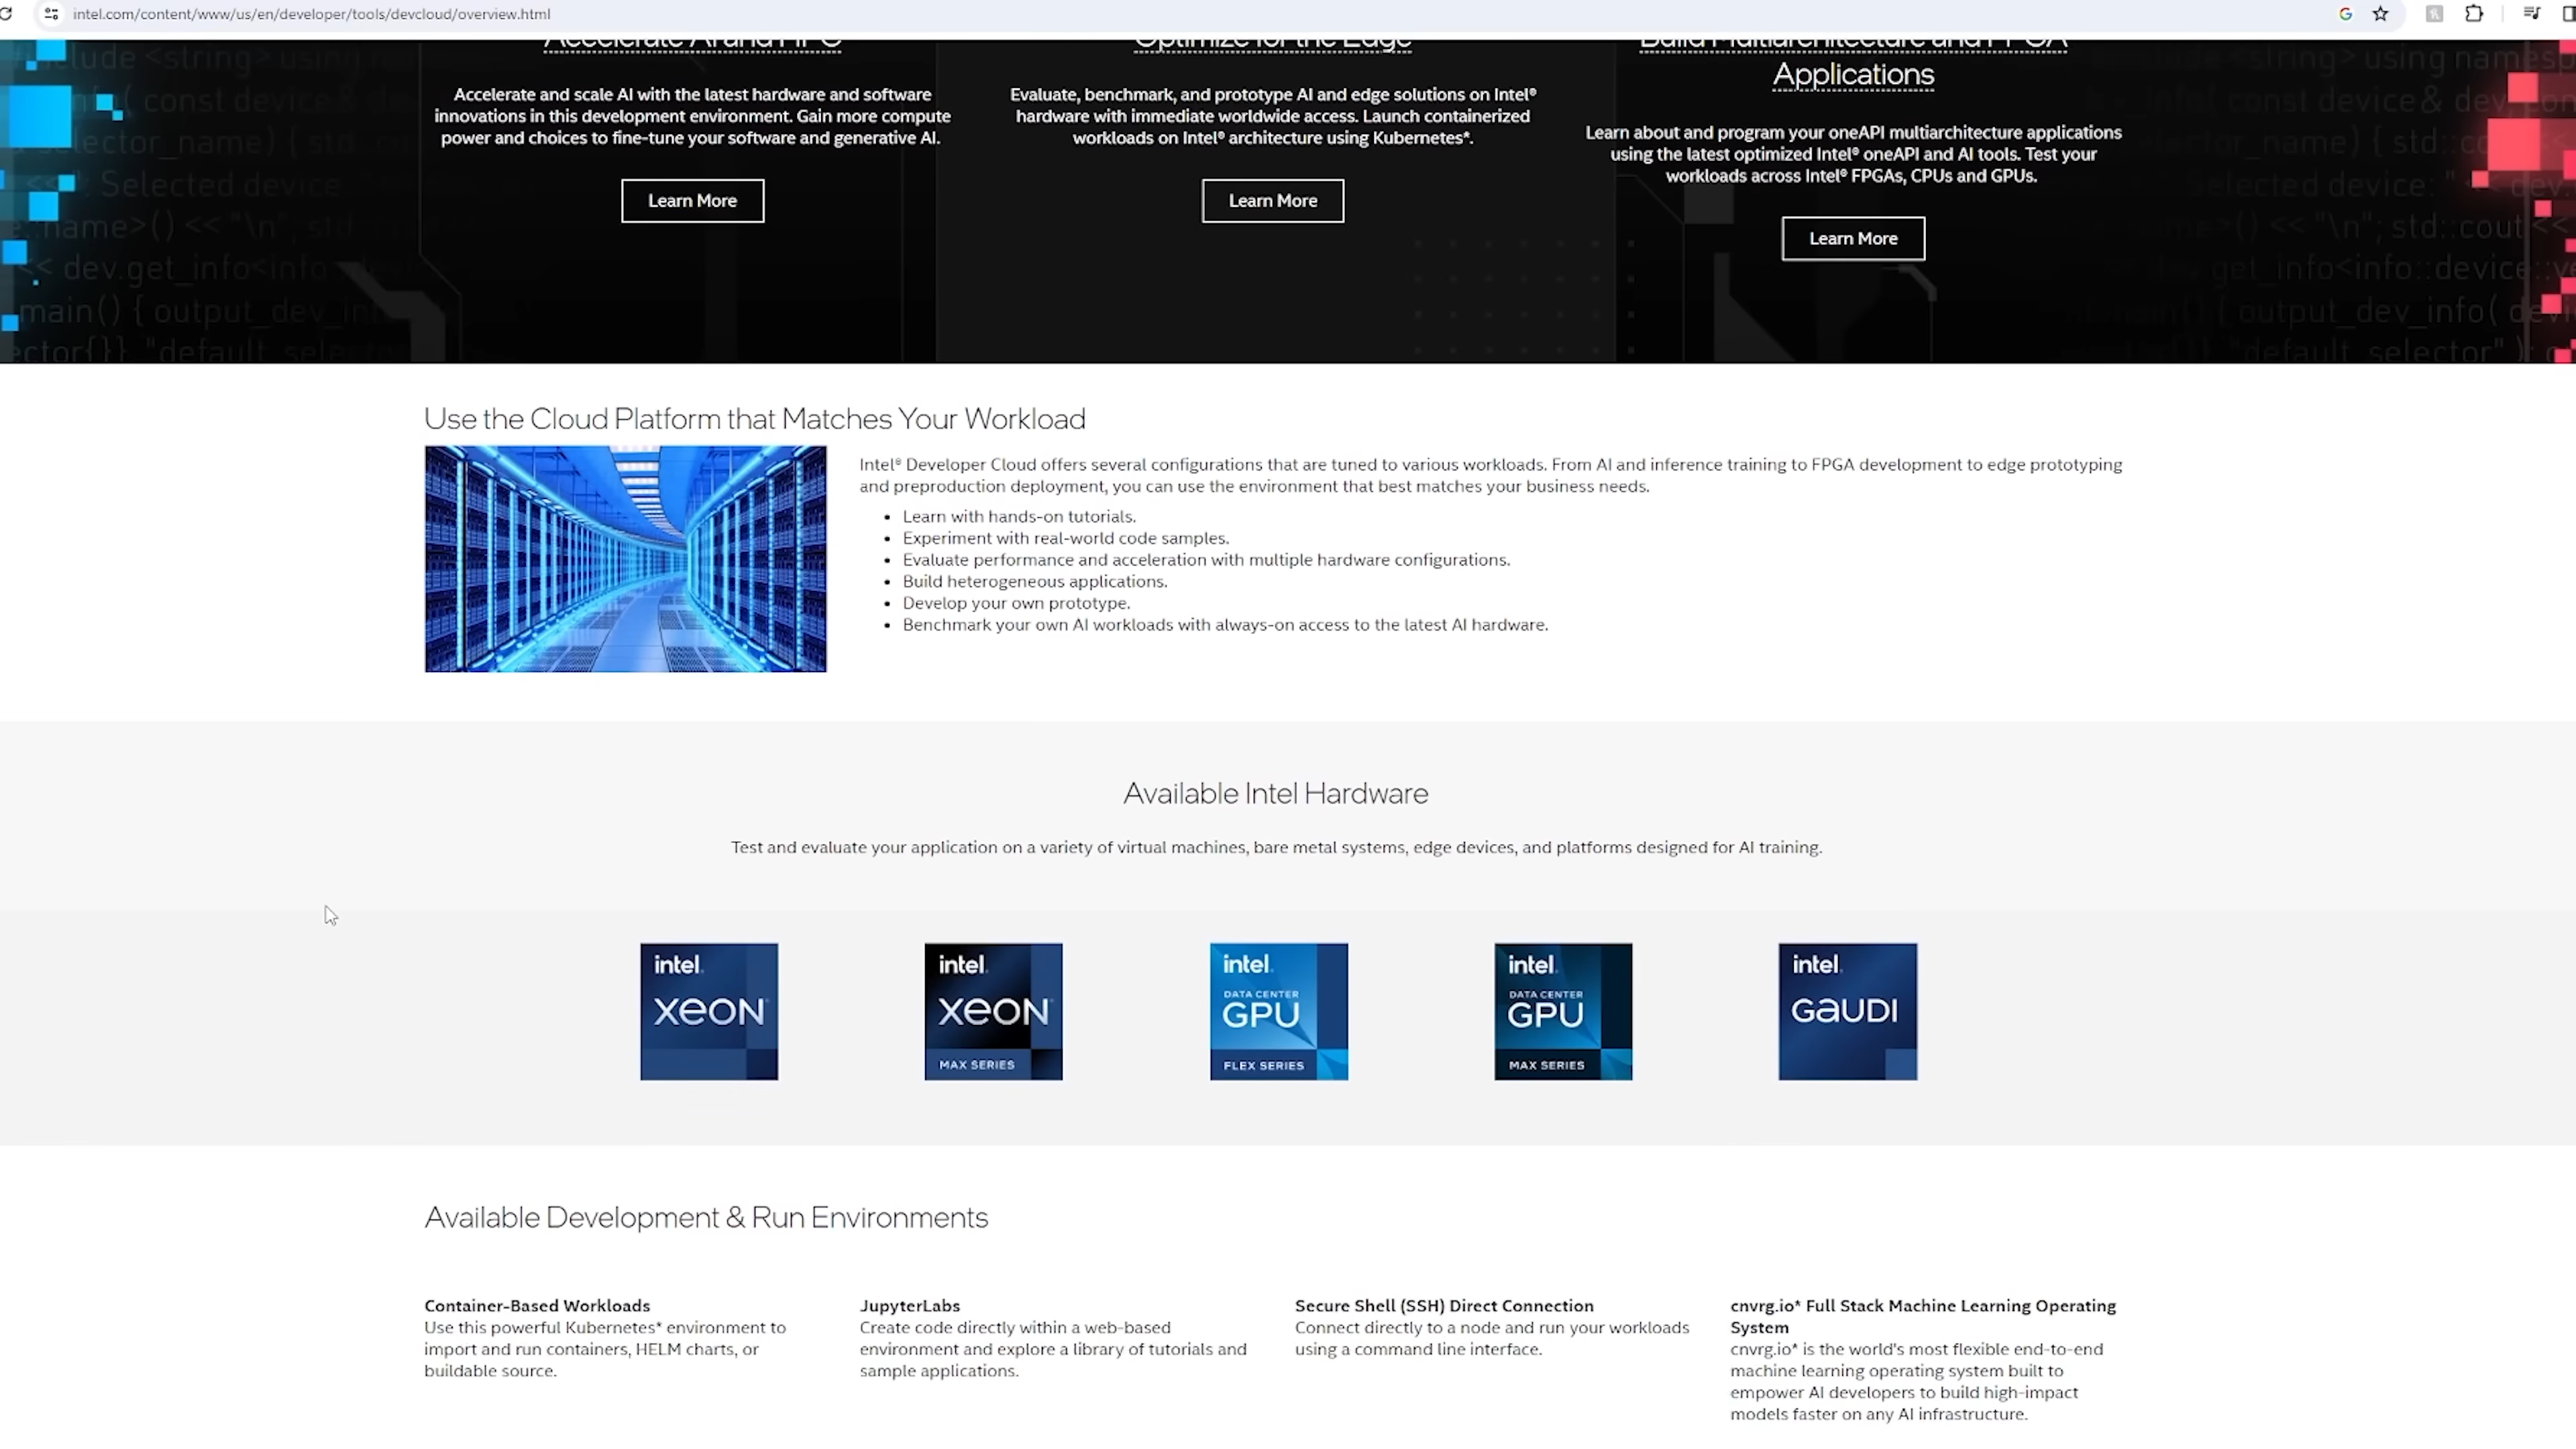 intel.com/content/www/us/en/developer/tools/devcloud/overview.html
Accelerate AI and HPC
Optimize for the Edge
Build Multiarchitecture and FPGA
Applications
Accelerate and scale AI with the latest hardware and software
innovations in this development environment. Gain more compute
power and choices to fine-tune your software and generative AI.
Learn More
Evaluate, benchmark, and prototype AI and edge solutions on Intel®
hardware with immediate worldwide access. Launch containerized
workloads on Intel® architecture using Kubernetes*.
Learn More
Learn about and program your oneAPI multiarchitecture applications
using the latest optimized Intel® oneAPI and AI tools. Test your
workloads across Intel® FPGAs, CPUs and GPUs.
Learn More
Use the Cloud Platform that Matches Your Workload
Intel® Developer Cloud offers several configurations that are tuned to various workloads. From AI and inference training to FPGA development to edge prototyping
and preproduction deployment, you can use the environment that best matches your business needs.
• Learn with hands-on tutorials.
• Experiment with real-world code samples.
• Evaluate performance and acceleration with multiple hardware configurations.
• Build heterogeneous applications.
• Develop your own prototype.
• Benchmark your own AI workloads with always-on access to the latest AI hardware.
Available Intel Hardware
Test and evaluate your application on a variety of virtual machines, bare metal systems, edge devices, and platforms designed for AI training.
intel.
xeon
intel.
xeon
MAX SERIES
intel.
DATA CENTER
GPU
FLEX SERIES
intel.
DATA CENTER
GPU
MAX SERIES
intel.
GAUDI
Available Development & Run Environments
Container-Based Workloads
Use this powerful Kubernetes* environment to
import and run containers, HELM charts, or
buildable source.
JupyterLabs
Create code directly within a web-based
environment and explore a library of tutorials and
sample applications.
Secure Shell (SSH) Direct Connection
Connect directly to a node and run your workloads
using a command line interface.
cnvrg.io* Full Stack Machine Learning Operating
System
cnvrg.io* is the world's most flexible end-to-end
machine learning operating system built to
empower AI developers to build high-impact
models faster on any AI infrastructure.